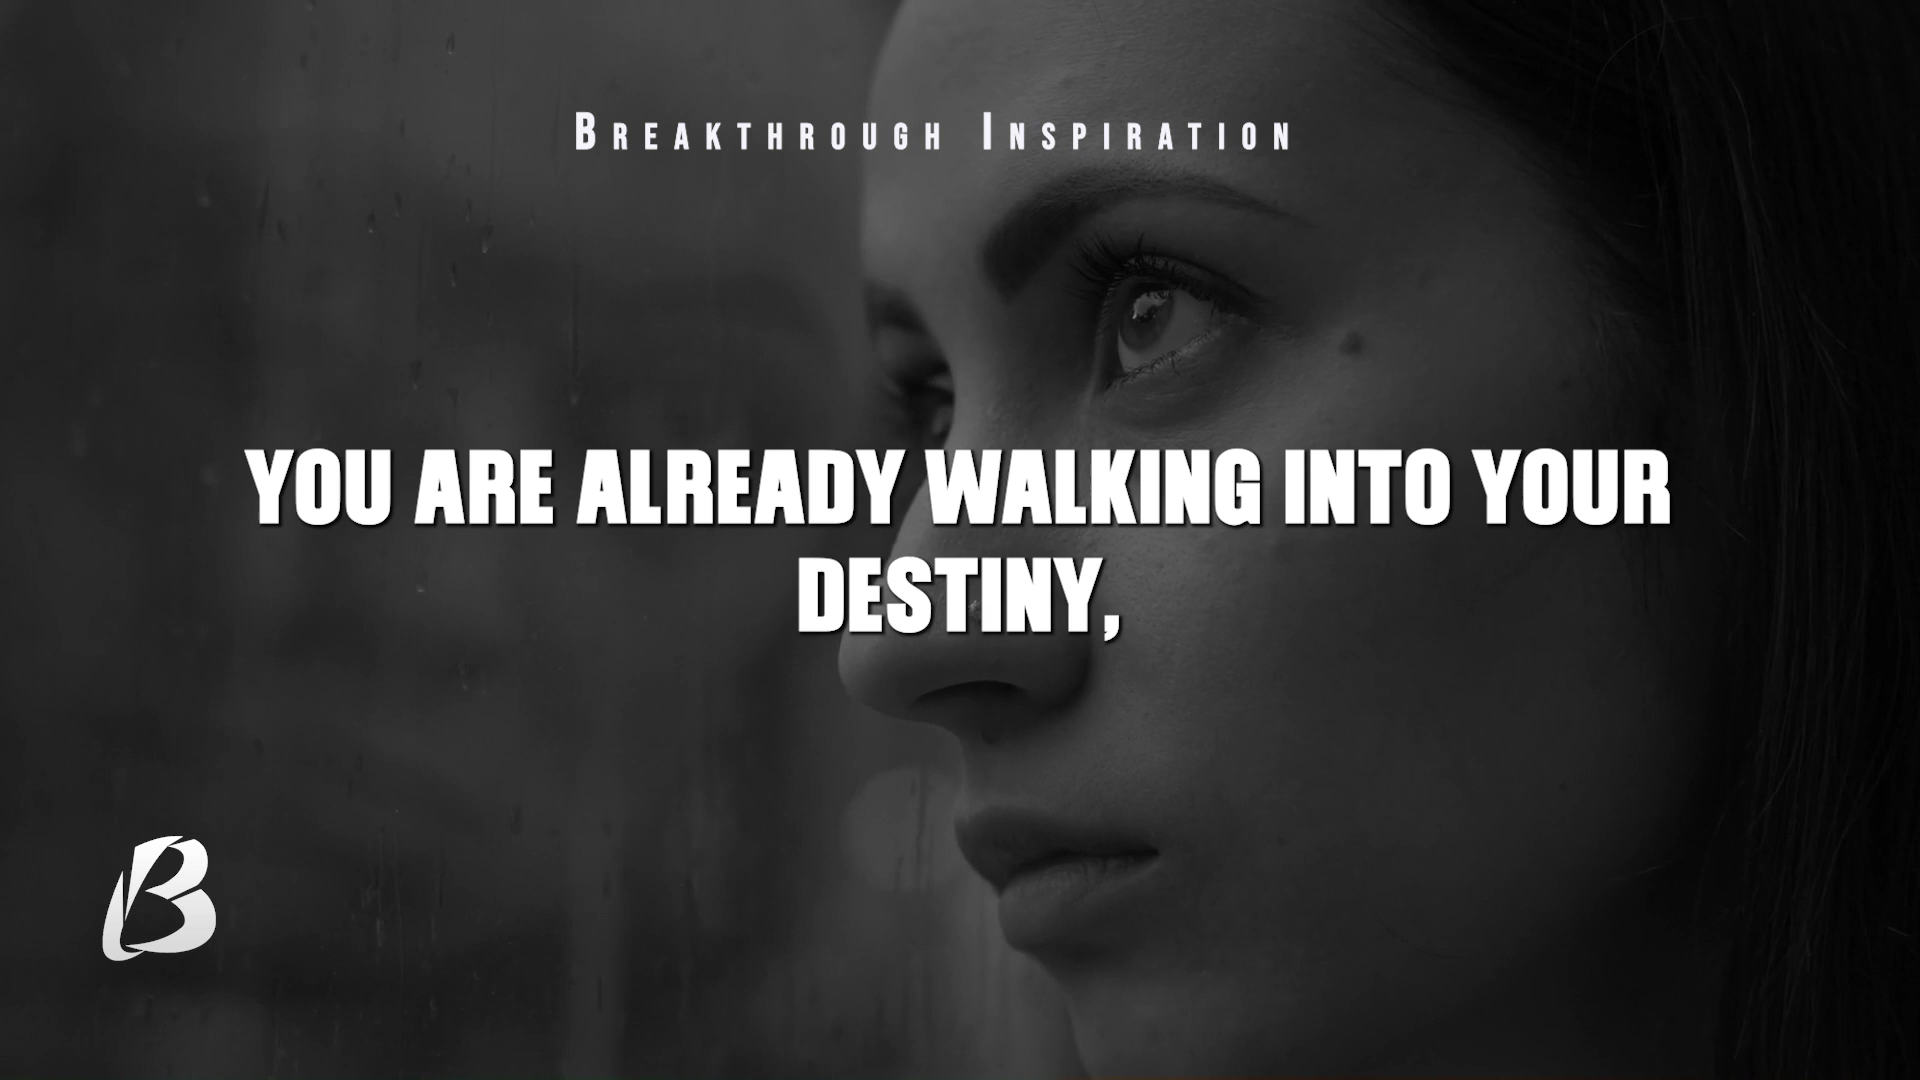 Breakthrough Inspiration
YOU ARE ALREADY WALKING INTO YOUR
DESTINY,
B